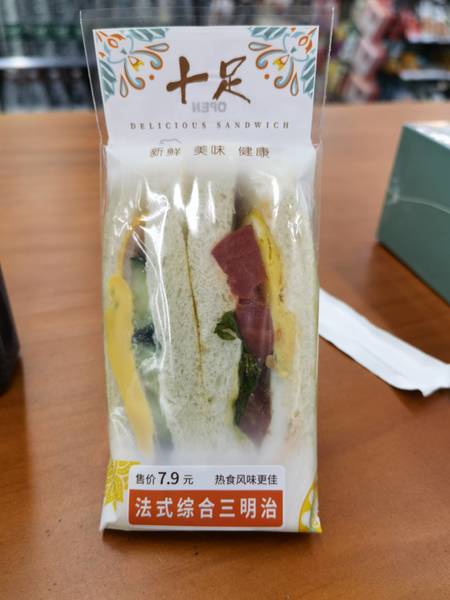 十足
OPEN
DELICIOUS SANDWICH
新鲜 美味 健康
售价 7.9 元 热食风味更佳
法式综合三明治